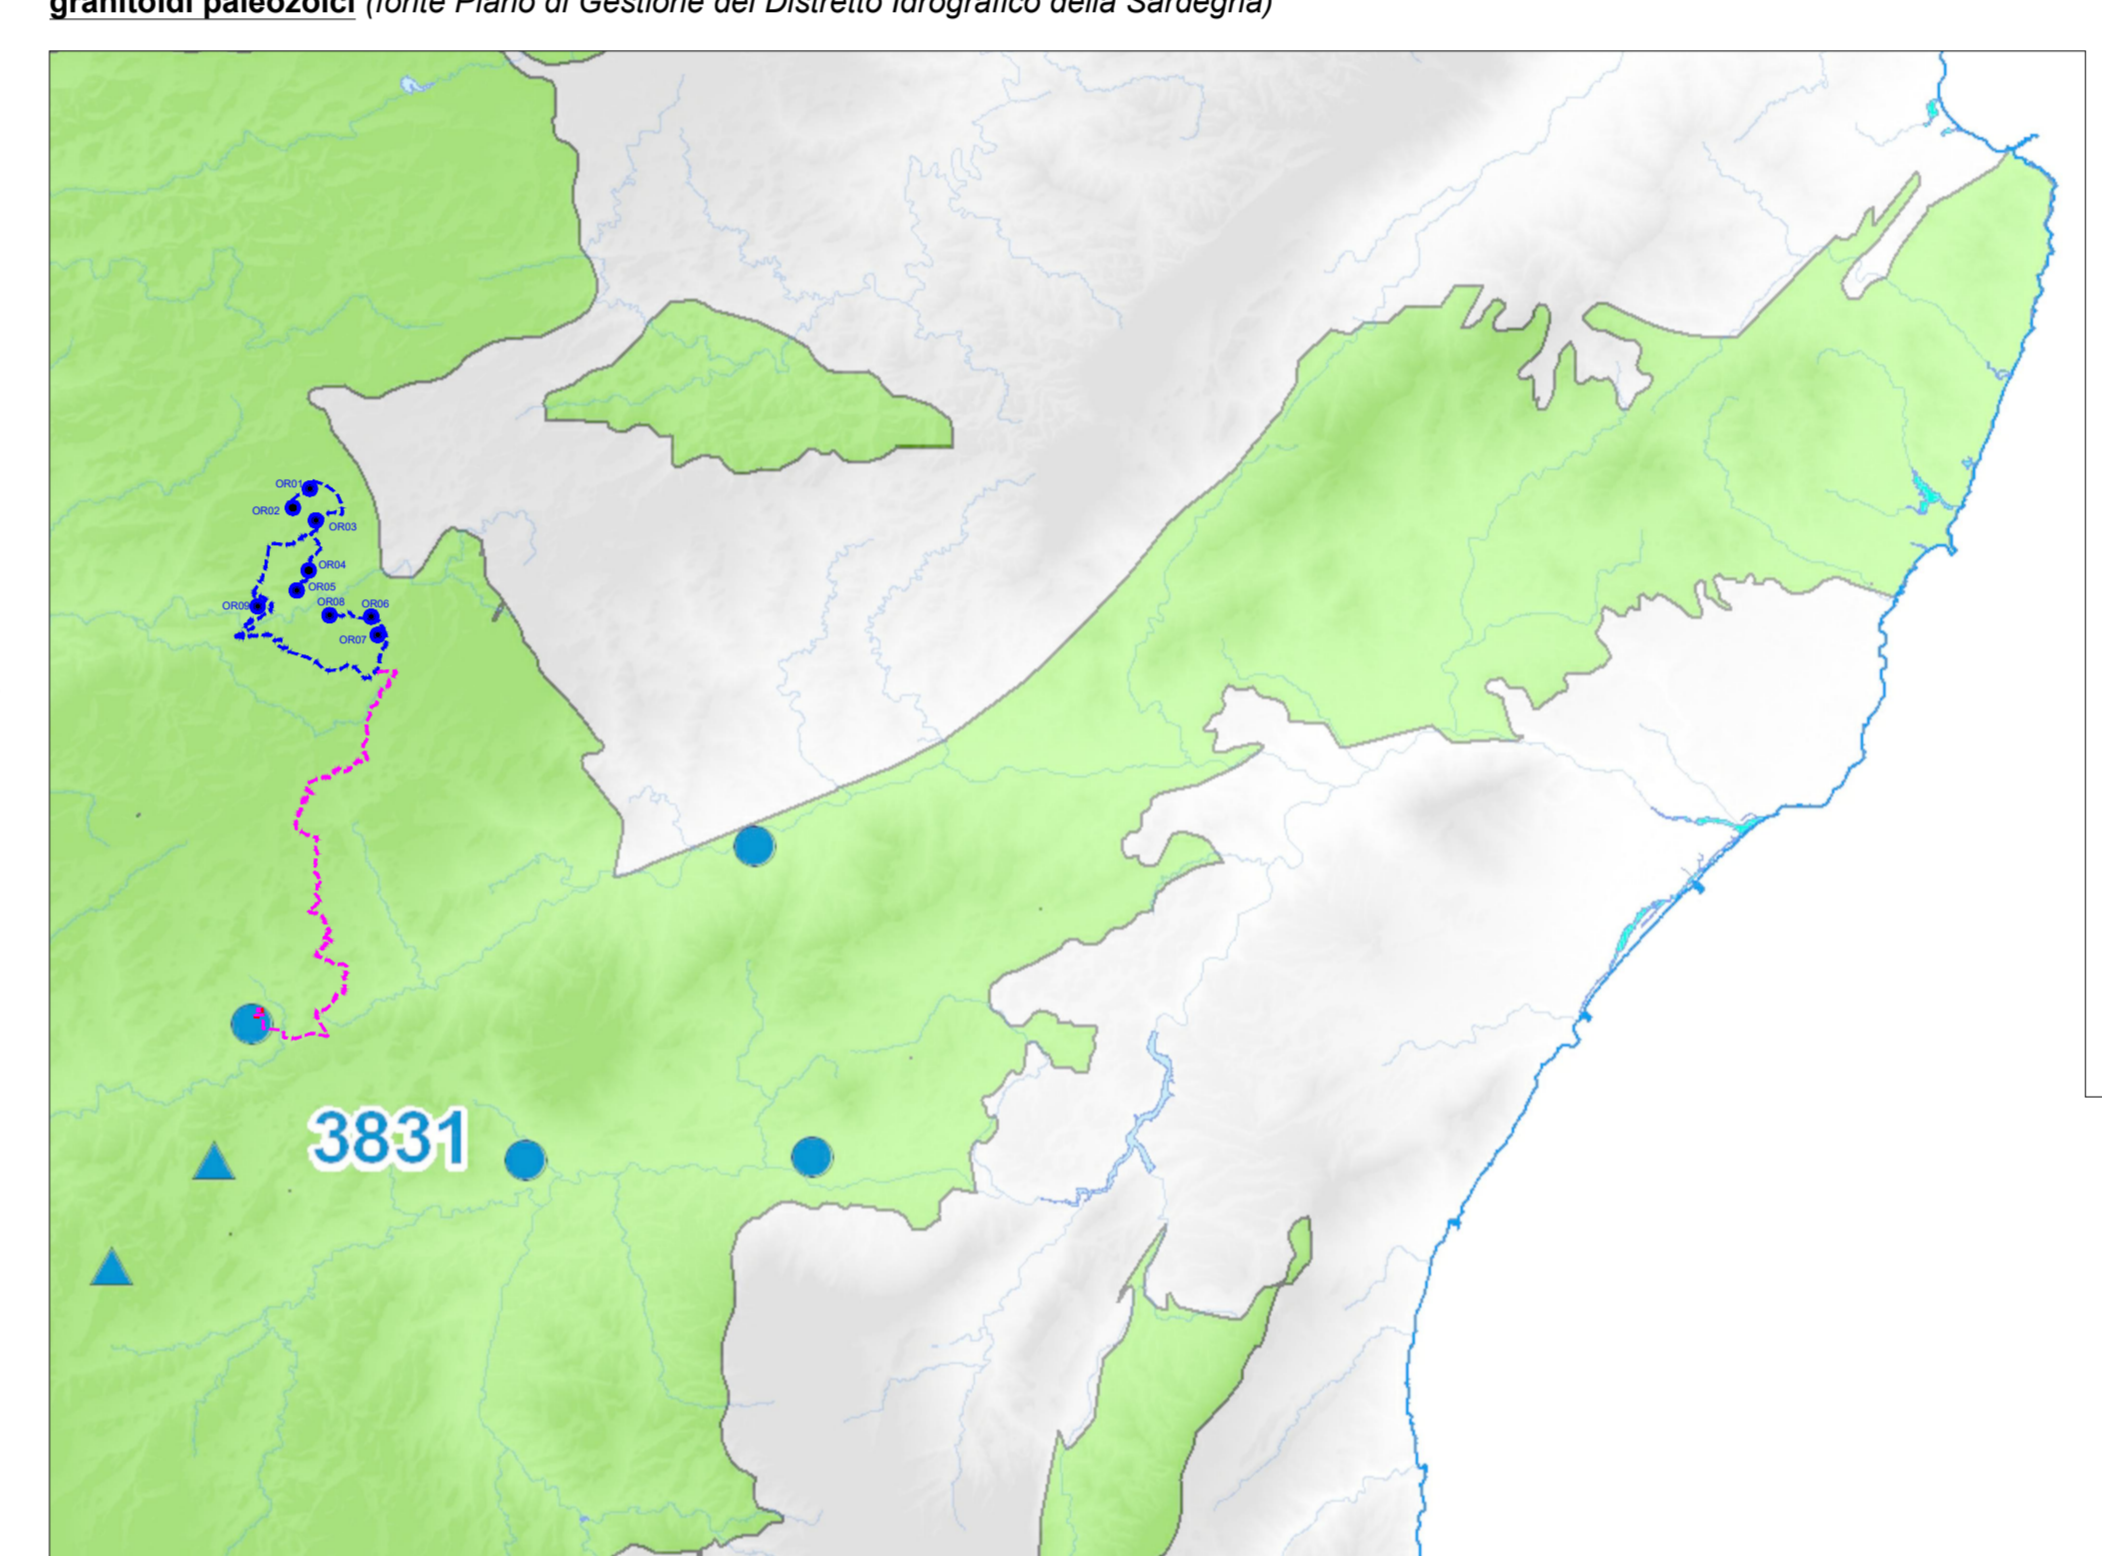 granitoidi paleozoici (fonte Piano di Gestione del Distretto Idrografico della Sardegna)
OR01
OR02
OR03
OR04
OR05
OR09
OR08
OR06
OR07
3831